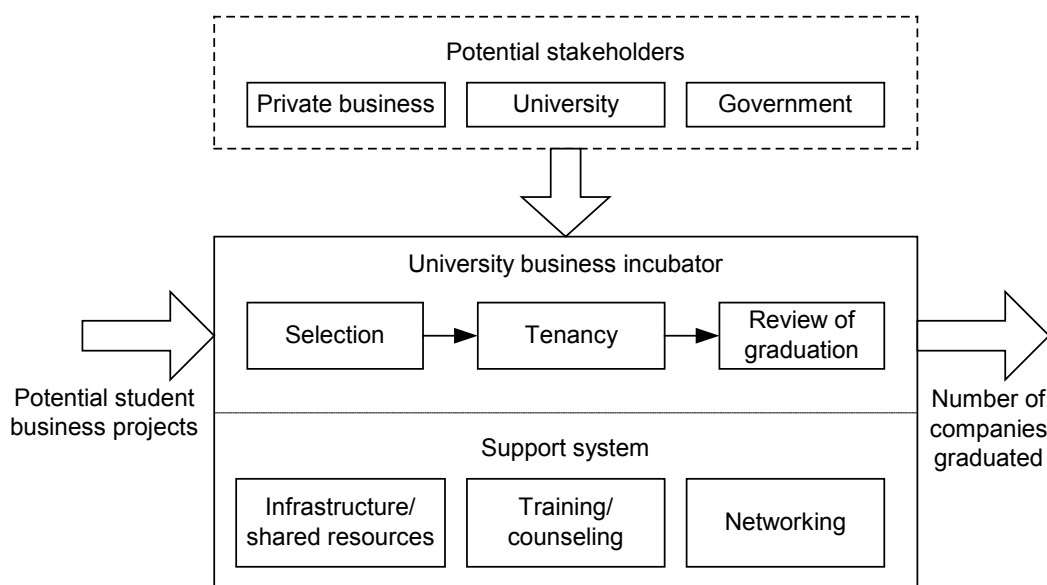 Potential stakeholders
Private business
University
Government
University business incubator
Selection
Tenancy
Review of
graduation
Potential student
business projects
Number of
companies
graduated
Support system
Infrastructure/
shared resources
Training/
counseling
Networking